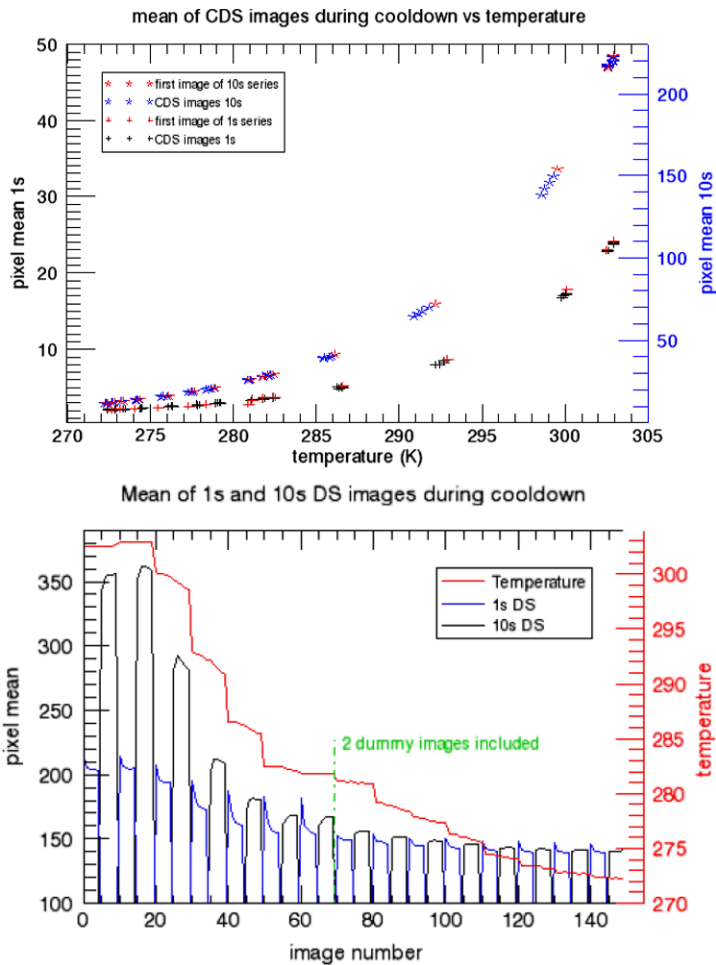 mean of CDS images during cooldown vs temperature
50
40
30
20
10
pixel mean 1s
first image of 10s series
CDS images 10s
first image of 1s series
CDS images 1s
200
150
100
50
pixel mean 10s
270 275 280 285 290 295 300 305
temperature (K)
Mean of 1s and 10s DS images during cooldown
350
300
250
200
150
100
pixel mean
Temperature
1s DS
10s DS
2 dummy images included
300
295
290
285
280
275
270
temperature
0 20 40 60 80 100 120 140
image number